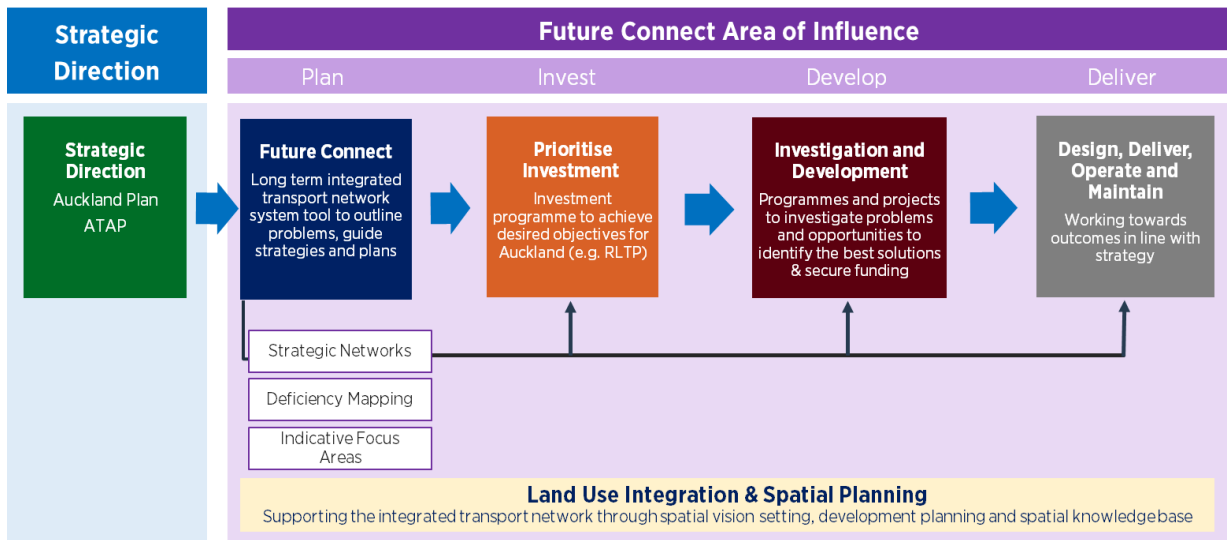 Strategic
Direction
Future Connect Area of Influence
Plan
Invest
Develop
Deliver
Strategic
Direction
Auckland Plan
ATAP
Future Connect
Long term integrated
transport network
system tool to outline
problems, guide
strategies and plans
Prioritise
Investment
Investment
programme to achieve
desired objectives for
Auckland (e.g. RLTP)
Investigation and
Development
Programmes and projects
to investigate problems
and opportunities to
identify the best solutions
& secure funding
Design, Deliver,
Operate and
Maintain
Working towards
outcomes in line with
strategy
Strategic Networks
Deficiency Mapping
Indicative Focus
Areas
Land Use Integration & Spatial Planning
Supporting the integrated transport network through spatial vision setting, development planning and spatial knowledge base